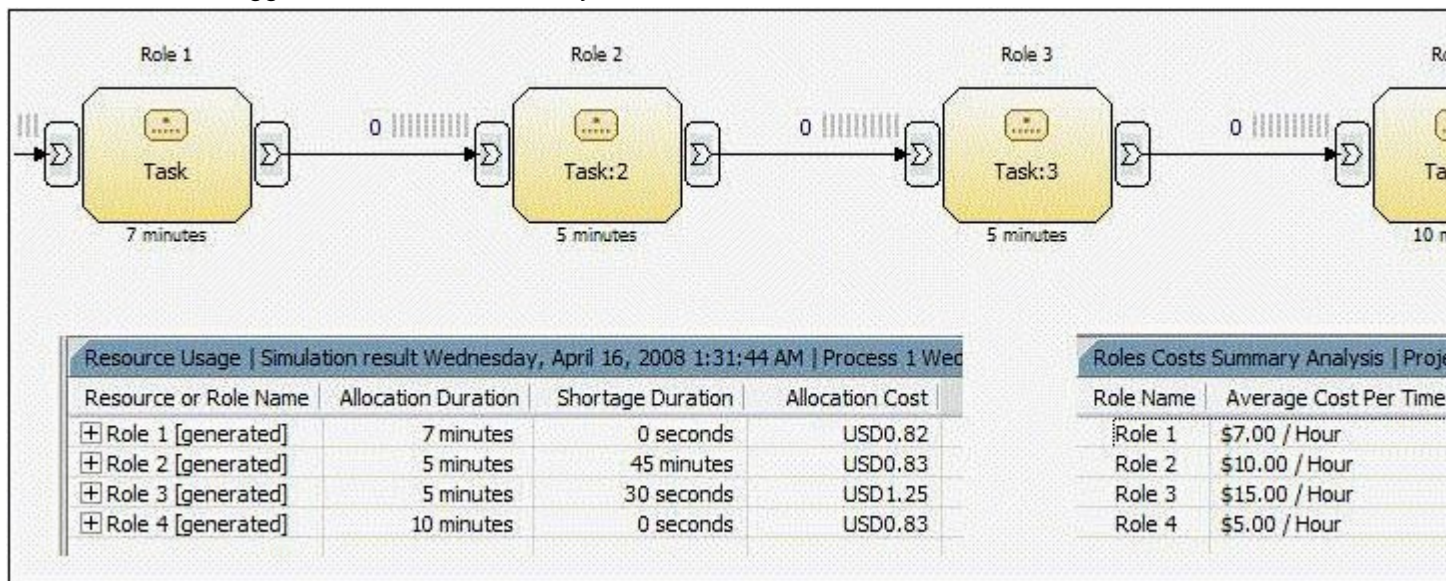 Role 1 Role 2 Role 3
0 0 0
Task Task:2 Task:3
7 minutes 5 minutes 5 minutes 10
Resource Usage | Simulation result Wednesday, April 16, 2008 1:31:44 AM | Process 1 Roles Costs Summary Analysis |
Resource or Role Name Allocation Duration Shortage Duration Allocation Cost Role Name Average Cost Per Time
Role 1 [generated] 7 minutes 0 seconds USD0.82 Role 1 $7.00 / Hour
Role 2 [generated] 5 minutes 45 minutes USD0.83 Role 2 $10.00 / Hour
Role 3 [generated] 5 minutes 30 seconds USD1.25 Role 3 $15.00 / Hour
Role 4 [generated] 10 minutes 0 seconds USD0.83 Role 4 $5.00 / Hour